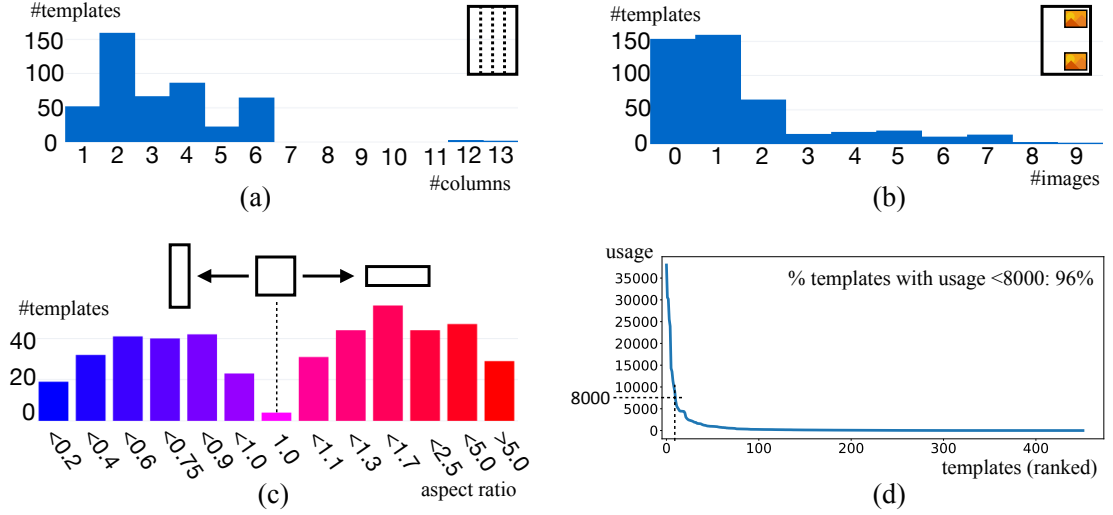 #templates
150
100
50
0
1 2 3 4 5 6 7 8 9 10 11 12 13
#columns
(a)
#templates
150
100
50
0
0 1 2 3 4 5 6 7 8 9
#images
(b)
#templates
40
20
0
<0.2 <0.4 <0.6 <0.75 <0.9 <1.0 1.0 <1.1 <1.3 <1.7 <2.5 <5.0 >5.0
aspect ratio
(c)
usage
% templates with usage <8000: 96%
35000
30000
25000
20000
15000
10000
8000
5000
0
0 100 200 300 400
templates (ranked)
(d)